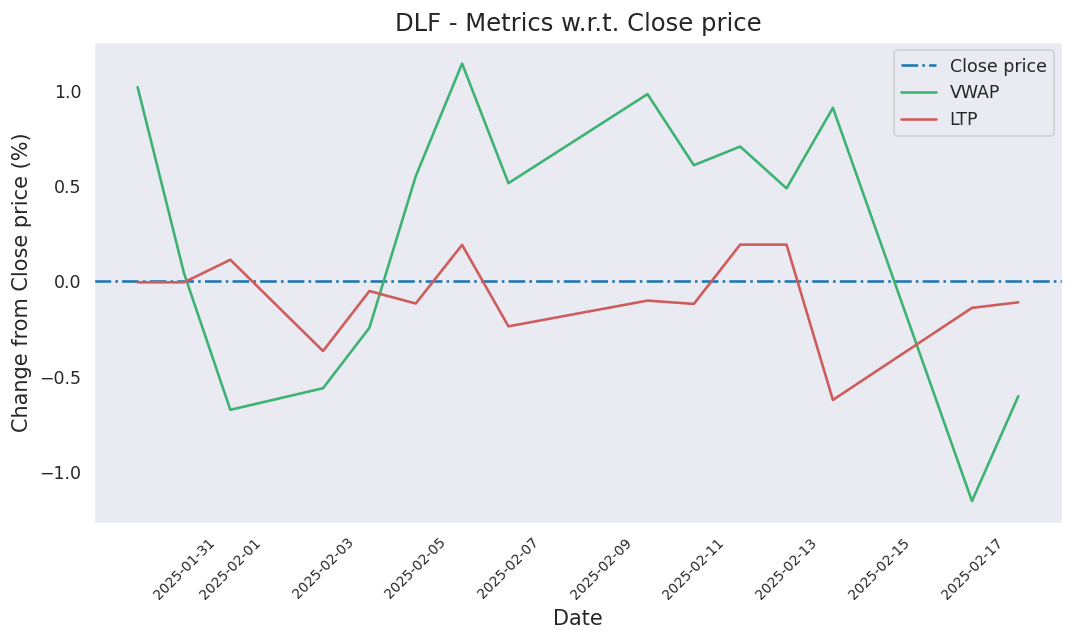 DLF - Metrics w.r.t. Close price
Close price
VWAP
LTP
Change from Close price (%)
1.0
0.5
0.0
−0.5
−1.0
2025-01-31
2025-02-01
2025-02-03
2025-02-05
2025-02-07
2025-02-09
2025-02-11
2025-02-13
2025-02-15
2025-02-17
Date